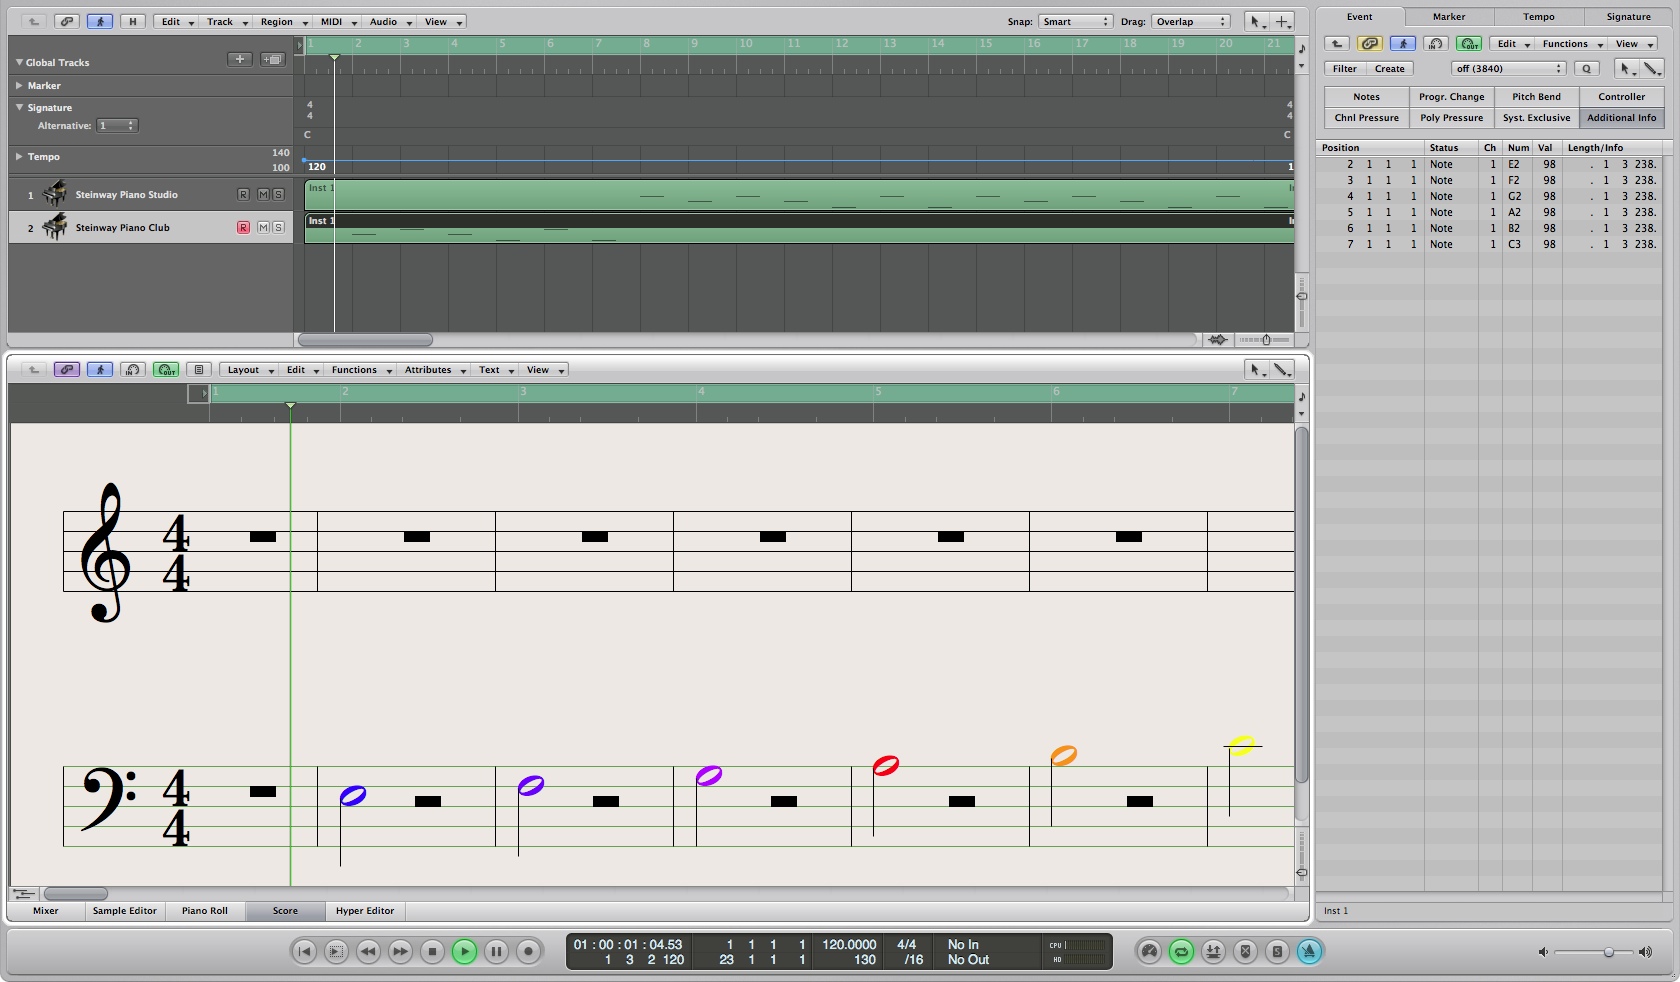 H Edit Track Region MIDI Audio View Snap: Smart Drag: Overlap
1 2 3 4 5 6 7 8 9 10 11 12 13 14 15 16 17 18 19 20 21
Global Tracks
Marker
Signature
4 4
4 4
Alternative: 1
C C
Tempo 140
100 120
1 Steinway Piano Studio R M S Inst 1
2 Steinway Piano Club R M S Inst 1
IN OUT Layout Edit Functions Attributes Text View
1 2 3 4 5 6 7
4
4
4
4
Mixer Sample Editor Piano Roll Score Hyper Editor
Event Marker Tempo Signature
IN OUT Edit Functions View
Filter Create off (3840) Q
Notes Progr. Change Pitch Bend Controller
Chnl Pressure Poly Pressure Syst. Exclusive Additional Info
Position Status Ch Num Val Length/Info
2 1 1 1 Note 1 E2 98 . 1 3 238.
3 1 1 1 Note 1 F2 98 . 1 3 238.
4 1 1 1 Note 1 G2 98 . 1 3 238.
5 1 1 1 Note 1 A2 98 . 1 3 238.
6 1 1 1 Note 1 B2 98 . 1 3 238.
7 1 1 1 Note 1 C3 98 . 1 3 238.
Inst 1
01 : 00 : 01 : 04.53 1 1 1 1 120.0000 4/4 No In CPU
1 3 2 120 23 1 1 1 130 /16 No Out HD
S